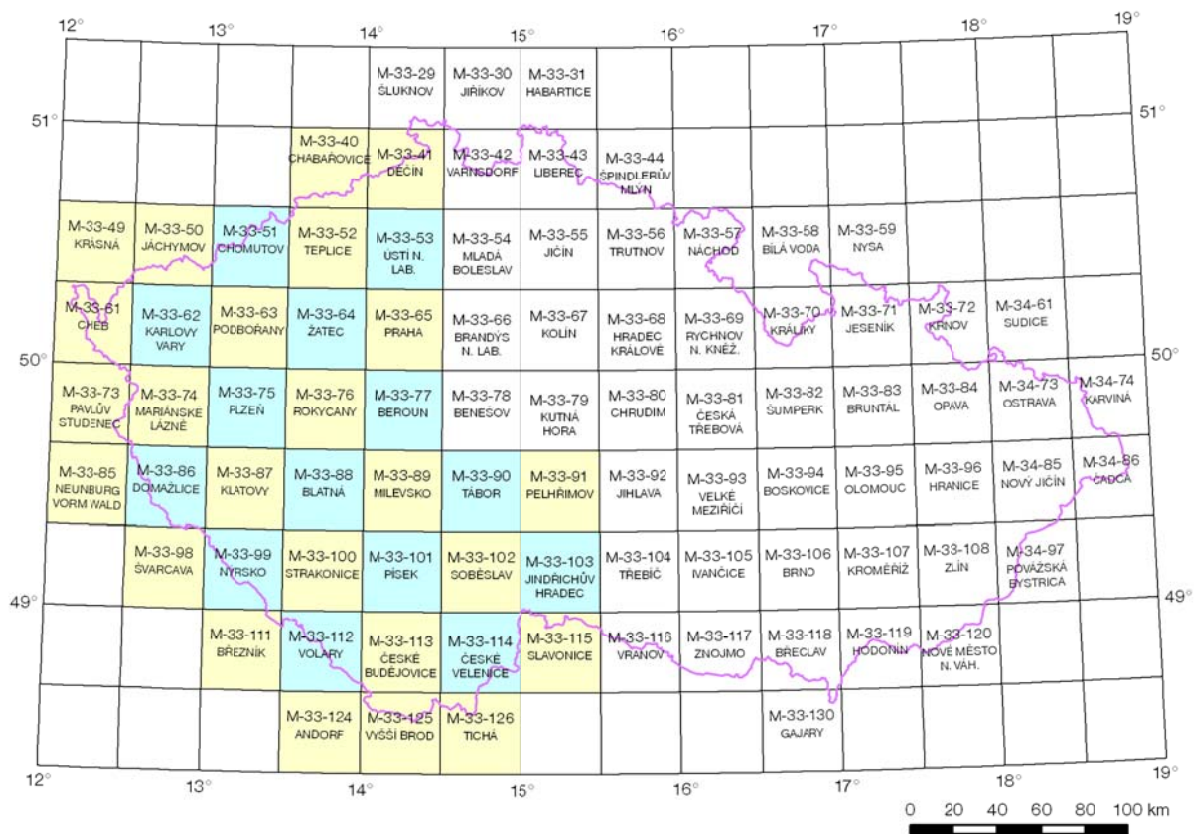 12° 13° 14° 15° 16° 17° 18° 19°
M-33-29 M-33-30 M-33-31
ŠLUKNOV JIŘÍKOV HABARTICE
51° 51°
M-33-40 M-33-41 M-33-42 M-33-43 M-33-44
CHABAŘOVICE DĚČÍN VARNSDORF LIBEREC ŠPINDLERŮV
MLÝN
M-33-49 M-33-50 M-33-51 M-33-52 M-33-53 M-33-54 M-33-55 M-33-56 M-33-57 M-33-58 M-33-59
KRÁSNÁ JÁCHYMOV CHOMUTOV TEPLICE ÚSTÍ N. MLADÁ JIČÍN TRUTNOV NÁCHOD BÍLÁ VODA NYSA
LAB. BOLESLAV
M-33-61 M-33-62 M-33-63 M-33-64 M-33-65 M-33-66 M-33-67 M-33-68 M-33-69 M-33-70 M-33-71 M-33-72 M-34-61
CHEB KARLOVY PODBOŘANY ŽATEC PRAHA BRANDÝS KOLÍN HRADEC RYCHNOV KRÁLÍKY JESENÍK KRNOV SUDICE
VARY N. LAB. KRÁLOVÉ N. KNĚŽ.
50° 50°
M-33-73 M-33-74 M-33-75 M-33-76 M-33-77 M-33-78 M-33-79 M-33-80 M-33-81 M-33-82 M-33-83 M-33-84 M-34-73 M-34-74
PAVLŮV MARIÁNSKÉ PLZEŇ ROKYCANY BEROUN BENEŠOV KUTNÁ CHRUDIM ČESKÁ ŠUMPERK BRUNTÁL OPAVA OSTRAVA KARVINÁ
STUDENEC LÁZNĚ HORA TŘEBOVÁ
M-33-85 M-33-86 M-33-87 M-33-88 M-33-89 M-33-90 M-33-91 M-33-92 M-33-93 M-33-94 M-33-95 M-33-96 M-34-85 M-34-86
NEUNBURG DOMAŽLICE KLATOVY BLATNÁ MILEVSKO TÁBOR PELHŘIMOV JIHLAVA VELKÉ BOSKOVICE OLOMOUC HRANICE NOVÝ JIČÍN ČADCA
VORM WALD MEZIŘÍČÍ
M-33-98 M-33-99 M-33-100 M-33-101 M-33-102 M-33-103 M-33-104 M-33-105 M-33-106 M-33-107 M-33-108 M-34-97
ŠVARCAVA NÝRSKO STRAKONICE PÍSEK SOBĚSLAV JINDŘICHŮV TŘEBÍČ IVANČICE BRNO KROMĚŘÍŽ ZLÍN POVÁŽSKÁ
HRADEC BYSTRICA
49° 49°
M-33-111 M-33-112 M-33-113 M-33-114 M-33-115 M-33-116 M-33-117 M-33-118 M-33-119 M-33-120
BŘEZNÍK VOLARY ČESKÉ ČESKÉ SLAVONICE VRANOV ZNOJMO BŘECLAV HODONÍN NOVÉ MĚSTO
BUDĚJOVICE VELENICE N. VÁH.
M-33-124 M-33-125 M-33-126 M-33-130
ANDORF VYŠŠÍ BROD TICHÁ GAJARY
12° 13° 14° 15° 16° 17° 18° 19°
0 20 40 60 80 100 km